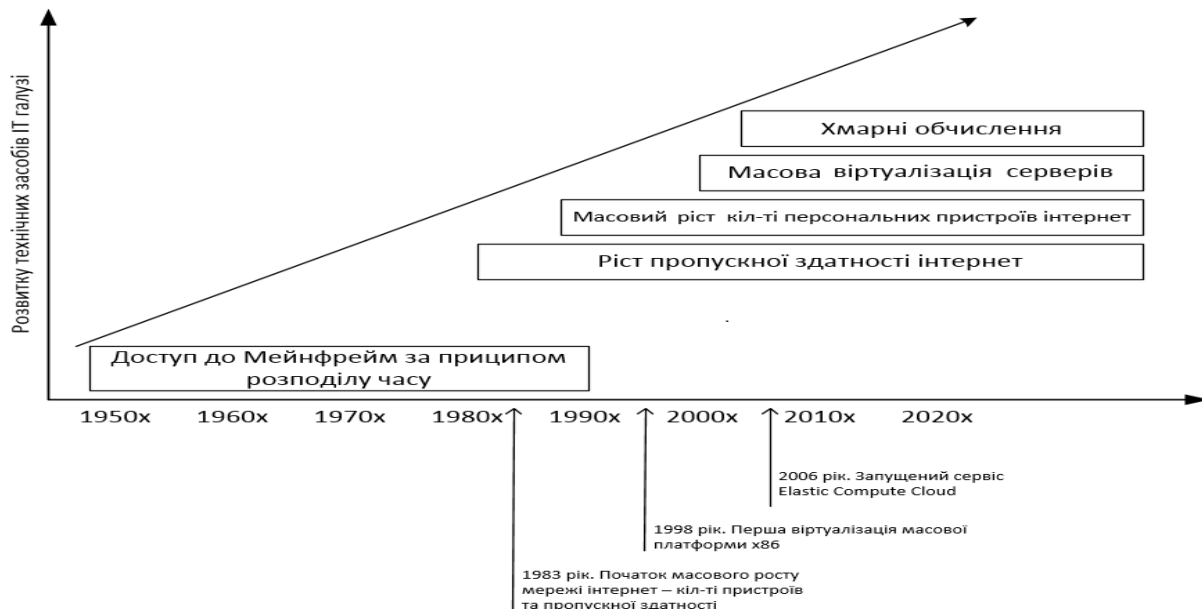 Розвитку технічних засобів ІТ галузі
Хмарні обчислення
Масова віртуалізація серверів
Масовий ріст кіл-ті персональних пристроїв інтернет
Ріст пропускної здатності інтернет
Доступ до Мейнфрейм за приципом
розподілу часу
1950х 1960х 1970х 1980х 1990х 2000х 2010х 2020х
2006 рік. Запущений сервіс
Elastic Compute Cloud
1998 рік. Перша віртуалізація масової
платформи х86
1983 рік. Початок масового росту
мережі інтернет – кіл-ті пристроїв
та пропускної здатності